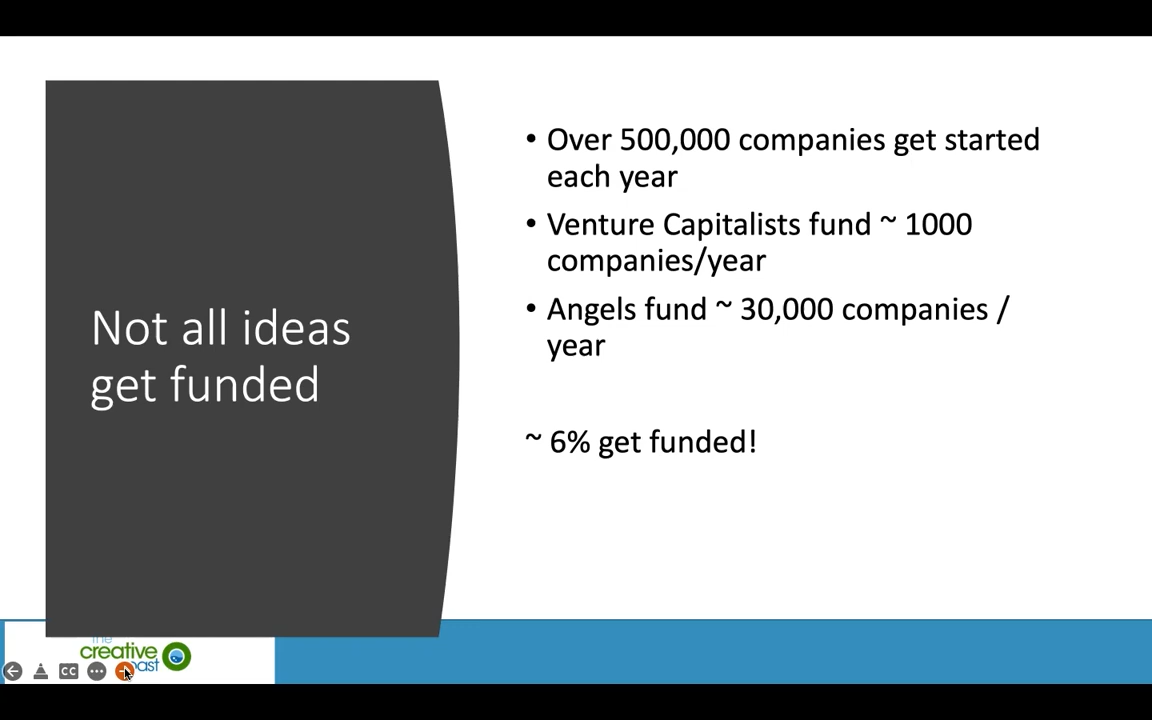 Not all ideas
get funded
• Over 500,000 companies get started
each year
• Venture Capitalists fund ~ 1000
companies/year
• Angels fund ~ 30,000 companies /
year
~ 6% get funded!
the
creative
CC